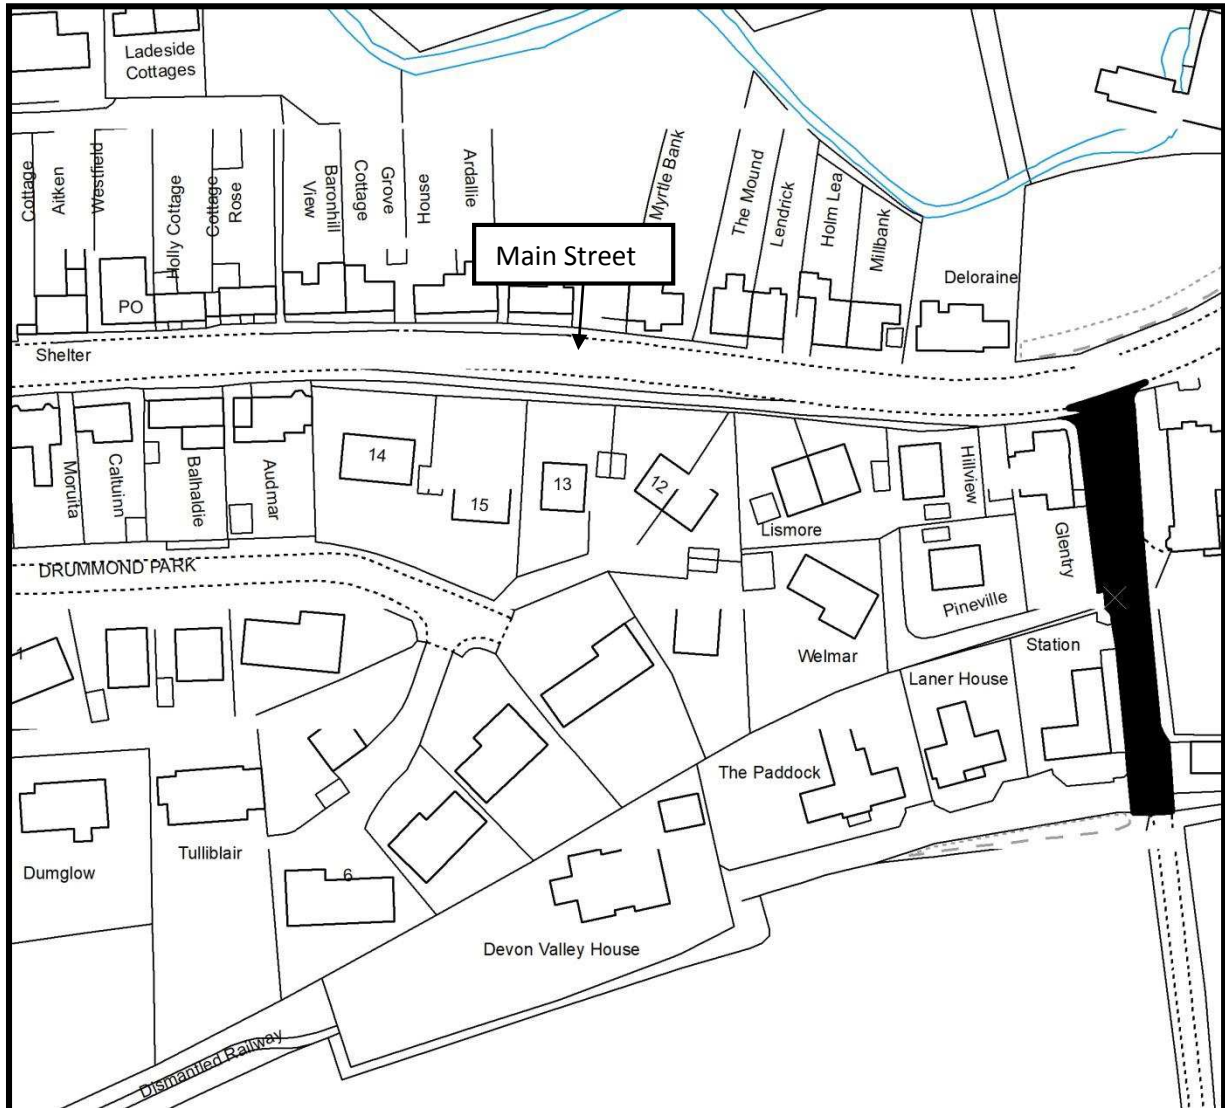 Ladeside
Cottages
Cottage
Aitken
Westfield
Holly Cottage
Cottage
Rose
View
Baronhill
Cottage
Grove
House
Ardallie
Myrtle Bank
The Mound
Lendrick
Holm Lea
Millbank
Main Street
Deloraine
PO
Shelter
Moruita
Caltuinn
Balhaldie
Audmar
14
15
13
12
Lismore
Hillview
Glentry
DRUMMOND PARK
Pineville
1
Welmar
Station
Laner House
The Paddock
Dumglow
Tulliblair
6
Devon Valley House
Dismantled Railway